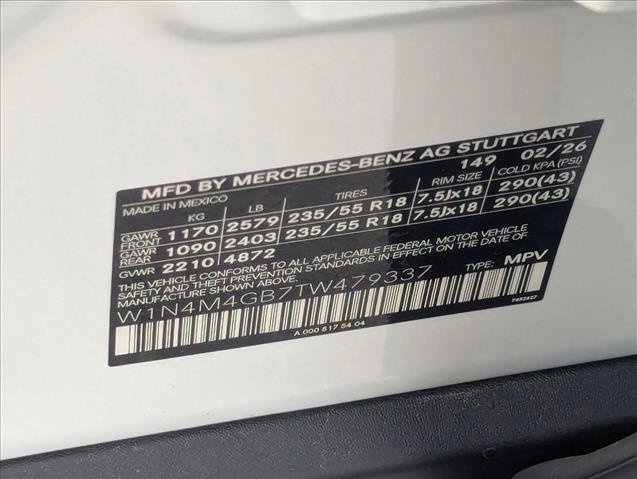 MFD BY MERCEDES-BENZ AG STUTTGART
MADE IN MEXICO 149 02/26
KG LB TIRES RIM SIZE COLD KPA (PSI)
GAWR FRONT 1170 2579 235/55 R18 7.5Jx18 290(43)
GAWR REAR 1090 2403 235/55 R18 7.5Jx18 290(43)
GVWR 2210 4872
THIS VEHICLE CONFORMS TO ALL APPLICABLE FEDERAL MOTOR VEHICLE
SAFETY STANDARDS IN EFFECT ON THE DATE OF
MANUFACTURE SHOWN ABOVE.
W1N4M4GB7TW479337 TYPE: MPV
A 000 817 54 04